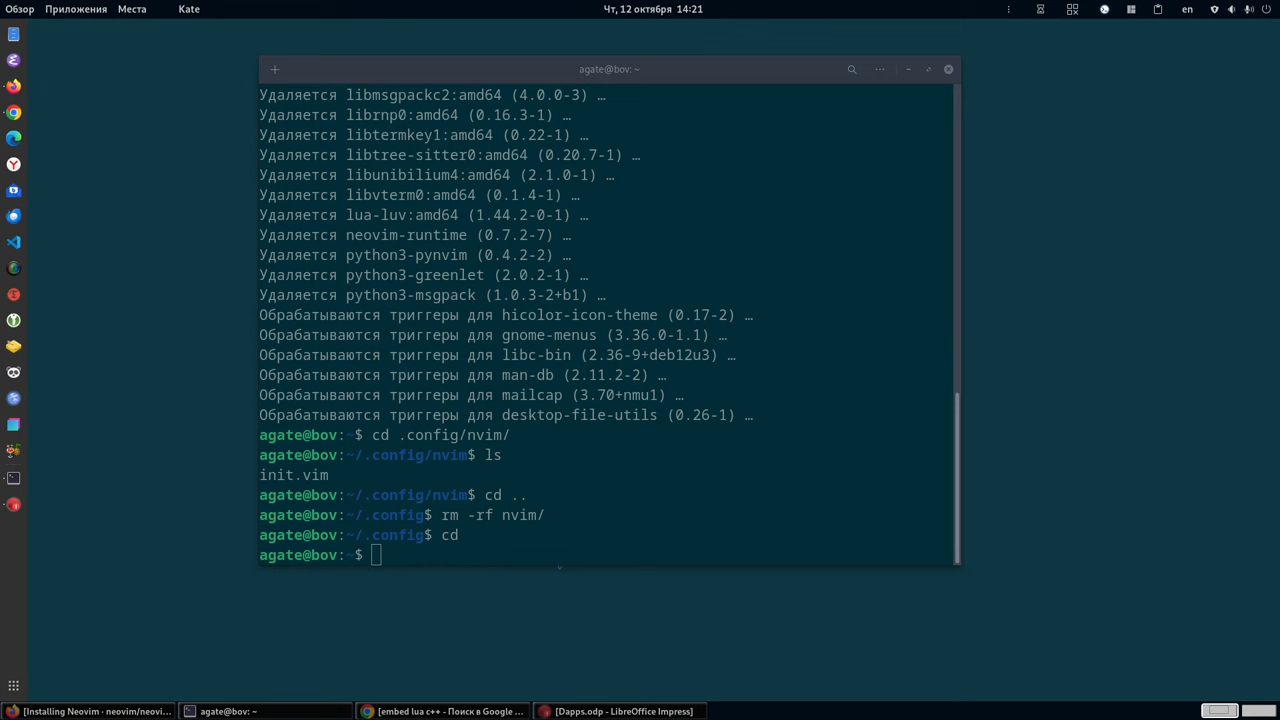 Обзор Приложения Места Kate Чт, 12 октября 14:21 en
agate@bov: ~
Удаляется libmsgpackc2:amd64 (4.0.0-3) …
Удаляется librnp0:amd64 (0.16.3-1) …
Удаляется libtermkey1:amd64 (0.22-1) …
Удаляется libtree-sitter0:amd64 (0.20.7-1) …
Удаляется libunibilium4:amd64 (2.1.0-1) …
Удаляется libvterm0:amd64 (0.1.4-1) …
Удаляется lua-luv:amd64 (1.44.2-0-1) …
Удаляется neovim-runtime (0.7.2-7) …
Удаляется python3-pynvim (0.4.2-2) …
Удаляется python3-greenlet (2.0.2-1) …
Удаляется python3-msgpack (1.0.3-2+b1) …
Обрабатываются триггеры для hicolor-icon-theme (0.17-2) …
Обрабатываются триггеры для gnome-menus (3.36.0-1.1) …
Обрабатываются триггеры для libc-bin (2.36-9+deb12u3) …
Обрабатываются триггеры для man-db (2.11.2-2) …
Обрабатываются триггеры для mailcap (3.70+nmu1) …
Обрабатываются триггеры для desktop-file-utils (0.26-1) …
agate@bov:~$ cd .config/nvim/
agate@bov:~/.config/nvim$ ls
init.vim
agate@bov:~/.config/nvim$ cd ..
agate@bov:~/.config$ rm -rf nvim/
agate@bov:~/.config$ cd
agate@bov:~$
[Installing Neovim · neovim/neovi... agate@bov: ~ [embed lua c++ - Поиск в Google ... [Dapps.odp - LibreOffice Impress]